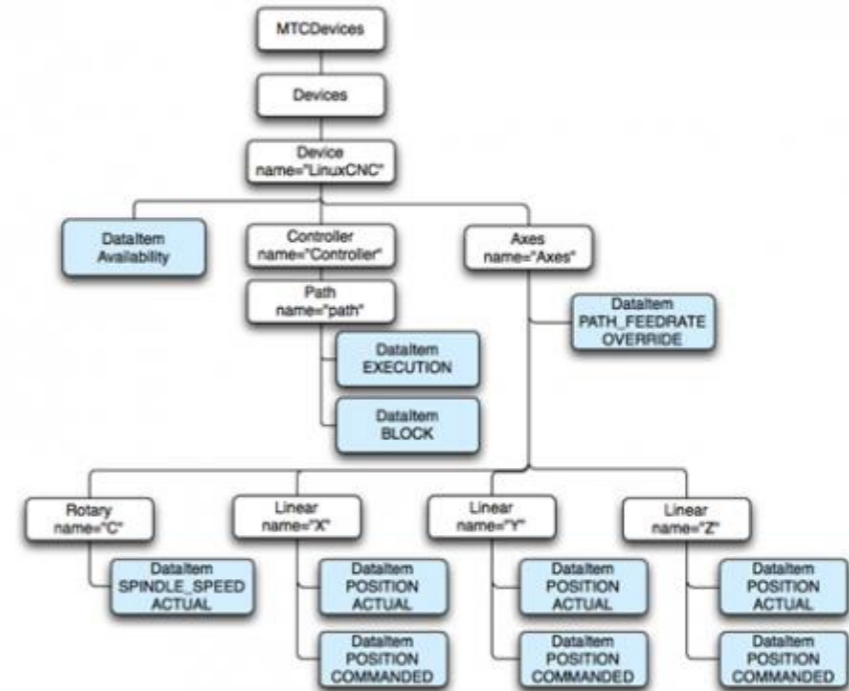 MTCDevices
Devices
Device
name="LinuxCNC"
DataItem
Availability
Controller
name="Controller"
Axes
name="Axes"
Path
name="path"
DataItem
PATH_FEEDRATE
OVERRIDE
DataItem
EXECUTION
DataItem
BLOCK
Rotary
name="C"
Linear
name="X"
Linear
name="Y"
Linear
name="Z"
DataItem
SPINDLE_SPEED
ACTUAL
DataItem
POSITION
ACTUAL
DataItem
POSITION
ACTUAL
DataItem
POSITION
ACTUAL
DataItem
POSITION
COMMANDED
DataItem
POSITION
COMMANDED
DataItem
POSITION
COMMANDED